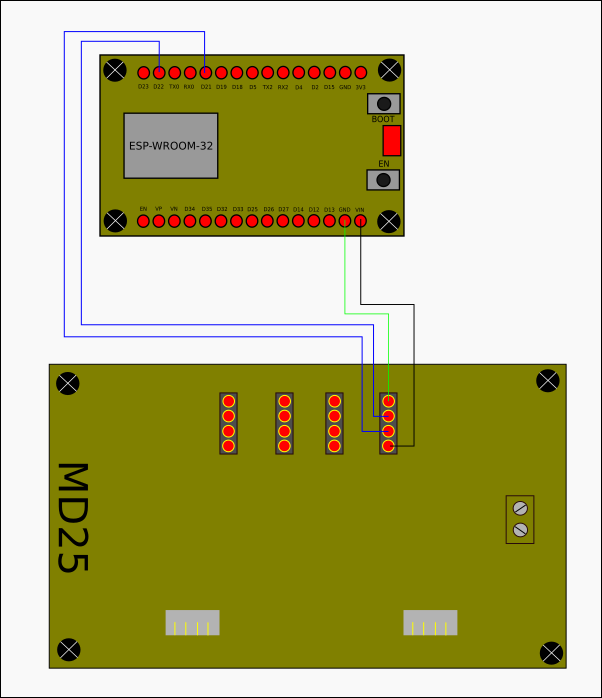 D23 D22 TX0 RX0 D21 D19 D18 D5 TX2 RX2 D4 D2 D15 GND 3V3
BOOT
ESP-WROOM-32
EN
EN VP VN D34 D35 D32 D33 D25 D26 D27 D14 D12 D13 GND VIN
MD25